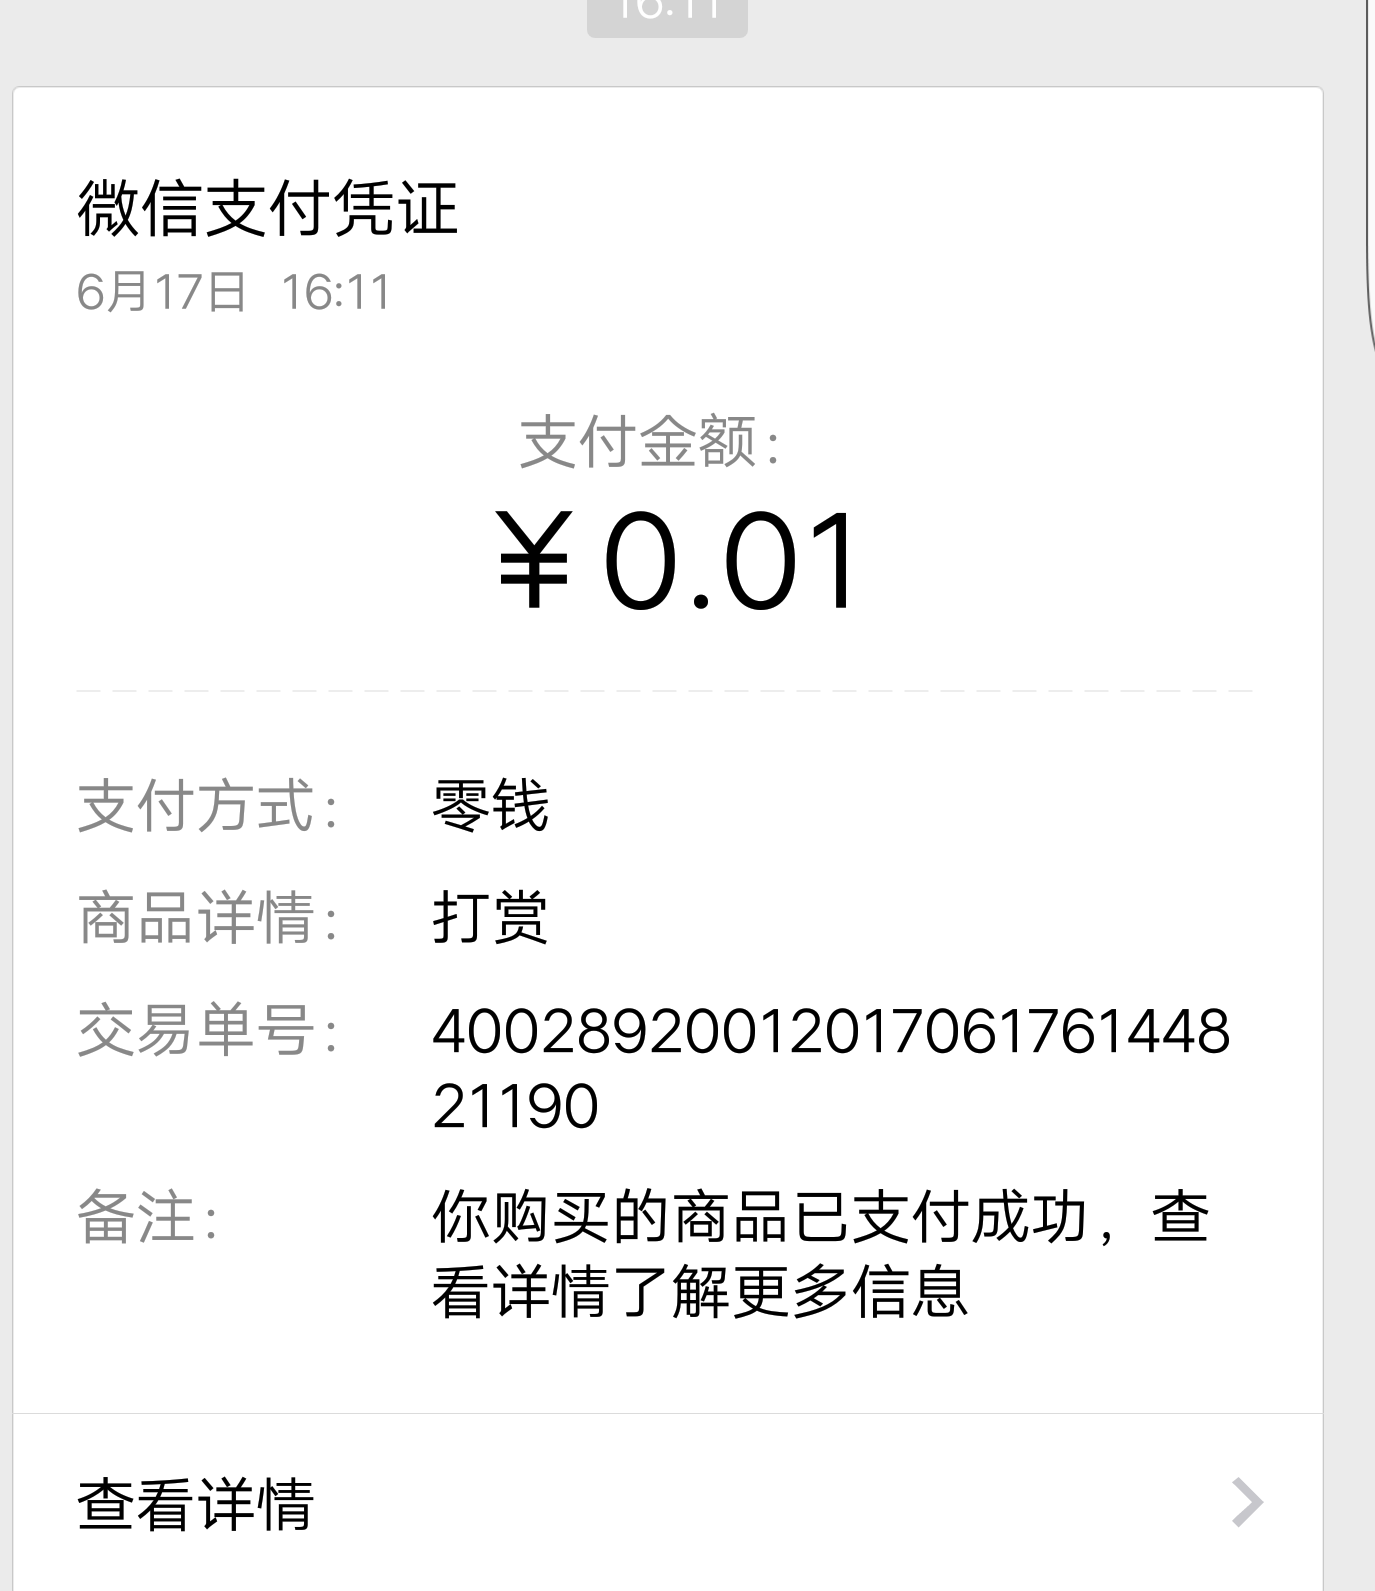 16:11
微信支付凭证
6月17日 16:11
支付金额:
¥0.01
支付方式: 零钱
商品详情: 打赏
交易单号: 4002892001201706176144​8
21190
备注: 你购买的商品已支付成功，查
看详情了解更多信息
查看详情